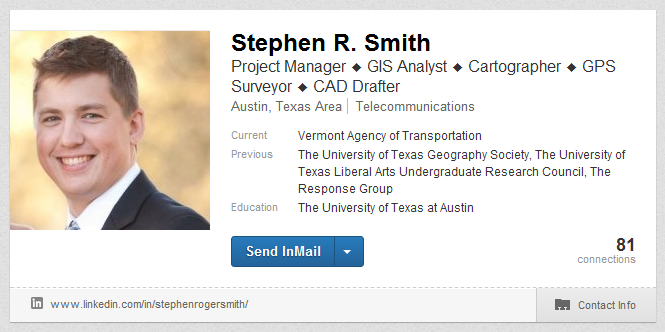 Stephen R. Smith
Project Manager ◆ GIS Analyst ◆ Cartographer ◆ GPS
Surveyor ◆ CAD Drafter
Austin, Texas Area | Telecommunications
Current Vermont Agency of Transportation
Previous The University of Texas Geography Society, The University of
Texas Liberal Arts Undergraduate Research Council, The
Response Group
Education The University of Texas at Austin
Send InMail
81
connections
in www.linkedin.com/in/stephenrogersmith/
Contact Info